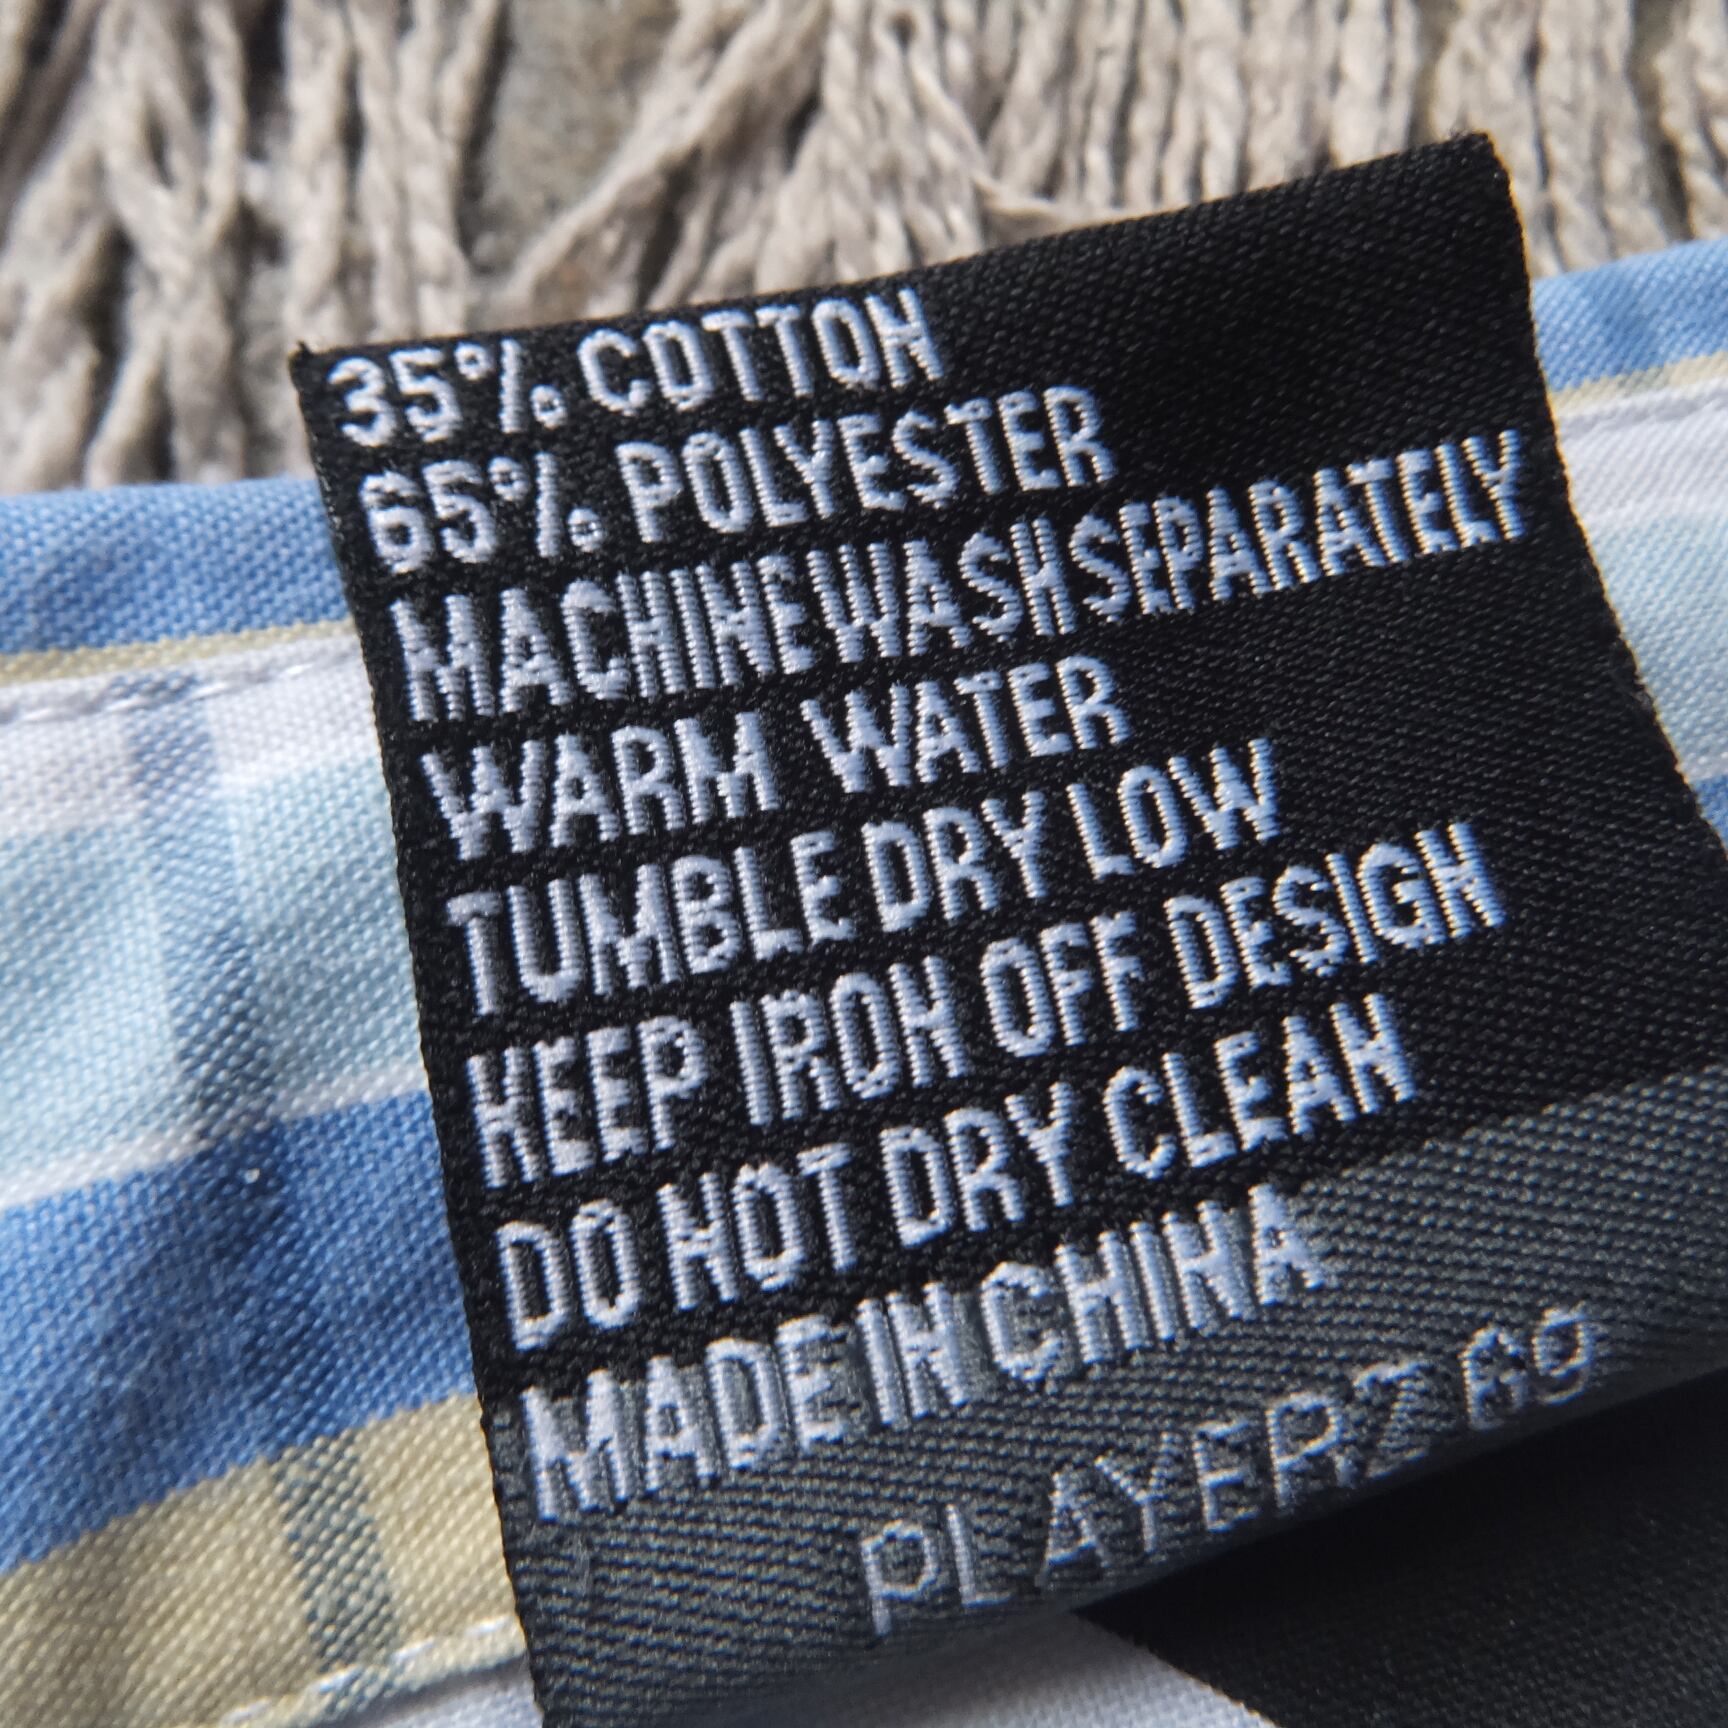 35% COTTON
65% POLYESTER
MACHINE WASH SEPARATELY
WARM WATER
TUMBLE DRY LOW
KEEP IRON OFF DESIGN
DO NOT DRY CLEAN
MADE IN CHINA
PLAYERZ 69